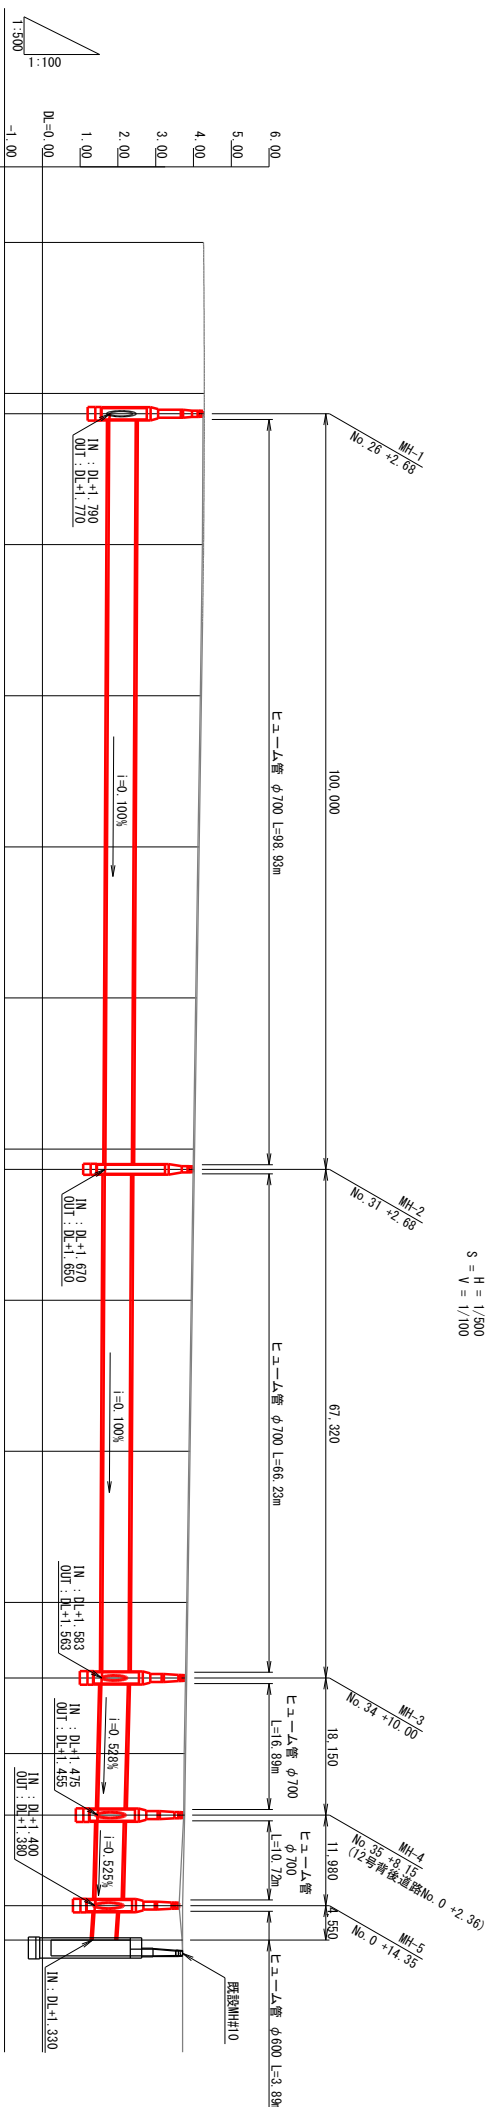 S = H = 1/500
V = 1/100
MH-1
No.26 +2.68
MH-2
No.31 +2.68
MH-3
No.34 +10.00
MH-4
No.35 +8.15
(12号背後道路No.0 +2.36)
MH-5
No.0 +14.35
100,000
67,320
18,150
11,980
4,550
ヒューム管 φ700 L=98.93m
ヒューム管 φ700 L=66.23m
ヒューム管 φ700
L=16.89m
ヒューム管
φ700
L=10.72m
ヒューム管 φ600 L=3.89m
6.00
5.00
4.00
3.00
2.00
1.00
DL=0.00
-1.00
既設MH#10
i=0.100%
i=0.100%
i=0.528%
i=0.525%
IN : DL+1.790
OUT : DL+1.770
IN : DL+1.670
OUT : DL+1.650
IN : DL+1.583
OUT : DL+1.563
IN : DL+1.475
OUT : DL+1.455
IN : DL+1.400
OUT : DL+1.380
IN : DL+1.330
1:100
1:500